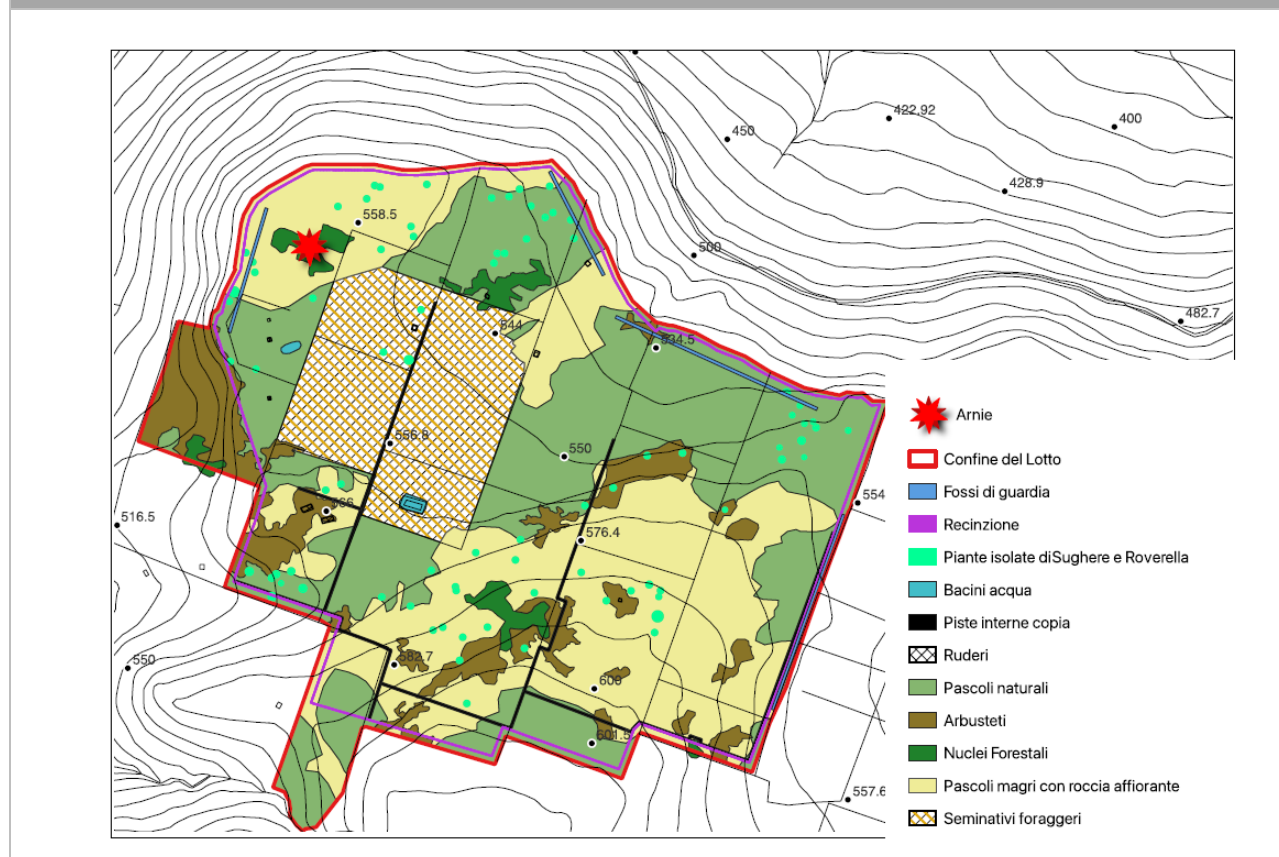 422.92
400
450
428.9
558.5
500
482.7
544
534.5
556.8
550
554
566
516.5
576.4
550
582.7
600
601.5
557.6
Arnie
Confine del Lotto
Fossi di guardia
Recinzione
Piante isolate diSughere e Roverella
Bacini acqua
Piste interne copia
Ruderi
Pascoli naturali
Arbusteti
Nuclei Forestali
Pascoli magri con roccia affiorante
Seminativi foraggeri